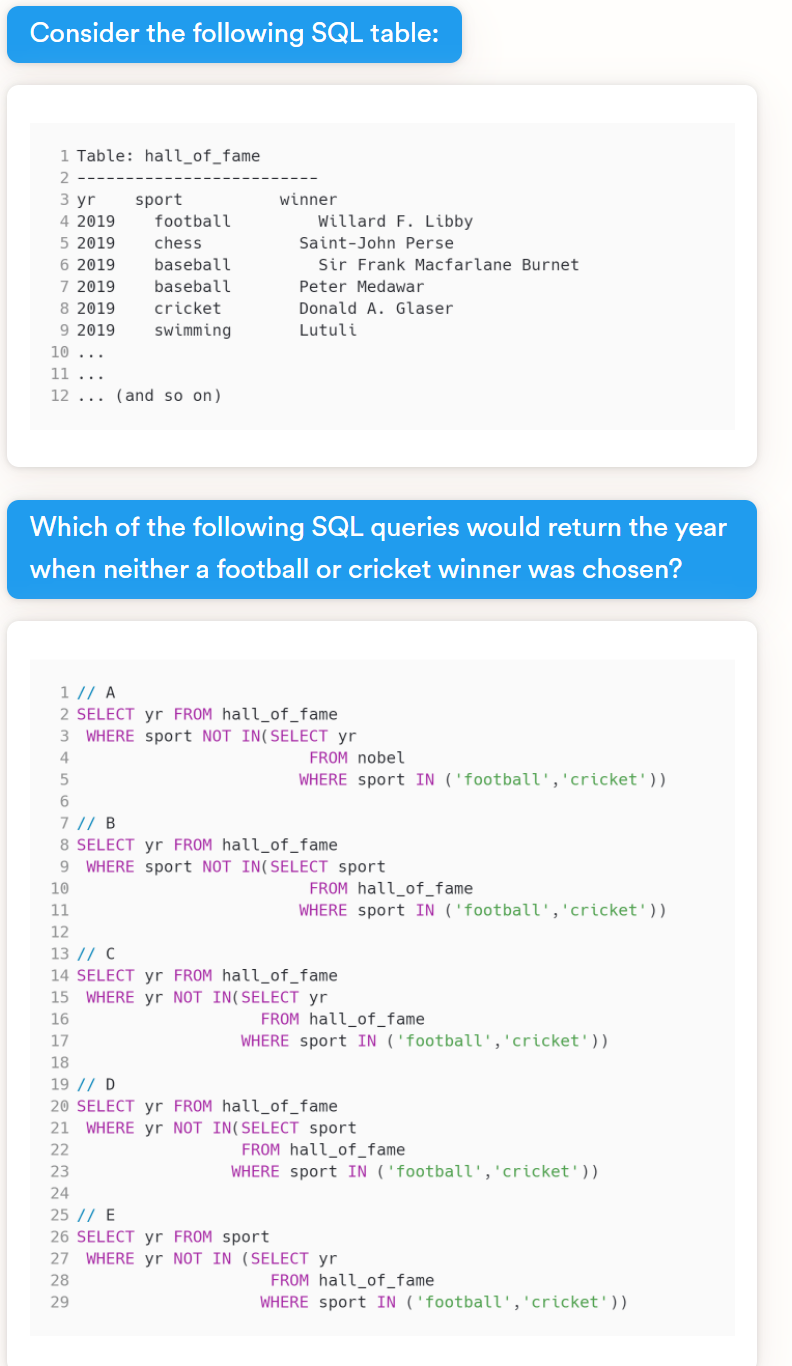 Consider the following SQL table:
1 Table: hall_of_fame
2 -------------------------
3 yr    sport          winner
4 2019    football         Willard F. Libby
5 2019    chess          Saint-John Perse
6 2019    baseball         Sir Frank Macfarlane Burnet
7 2019    baseball       Peter Medawar
8 2019    cricket        Donald A. Glaser
9 2019    swimming       Lutuli
10 ...
11 ...
12 ... (and so on)
Which of the following SQL queries would return the year
when neither a football or cricket winner was chosen?
1 // A
2 SELECT yr FROM hall_of_fame
3  WHERE sport NOT IN(SELECT yr
4                         FROM nobel
5                        WHERE sport IN ('football','cricket'))
6
7 // B
8 SELECT yr FROM hall_of_fame
9  WHERE sport NOT IN(SELECT sport
10                         FROM hall_of_fame
11                        WHERE sport IN ('football','cricket'))
12
13 // C
14 SELECT yr FROM hall_of_fame
15  WHERE yr NOT IN(SELECT yr
16                    FROM hall_of_fame
17                  WHERE sport IN ('football','cricket'))
18
19 // D
20 SELECT yr FROM hall_of_fame
21  WHERE yr NOT IN(SELECT sport
22                  FROM hall_of_fame
23                 WHERE sport IN ('football','cricket'))
24
25 // E
26 SELECT yr FROM sport
27  WHERE yr NOT IN (SELECT yr
28                     FROM hall_of_fame
29                    WHERE sport IN ('football','cricket'))